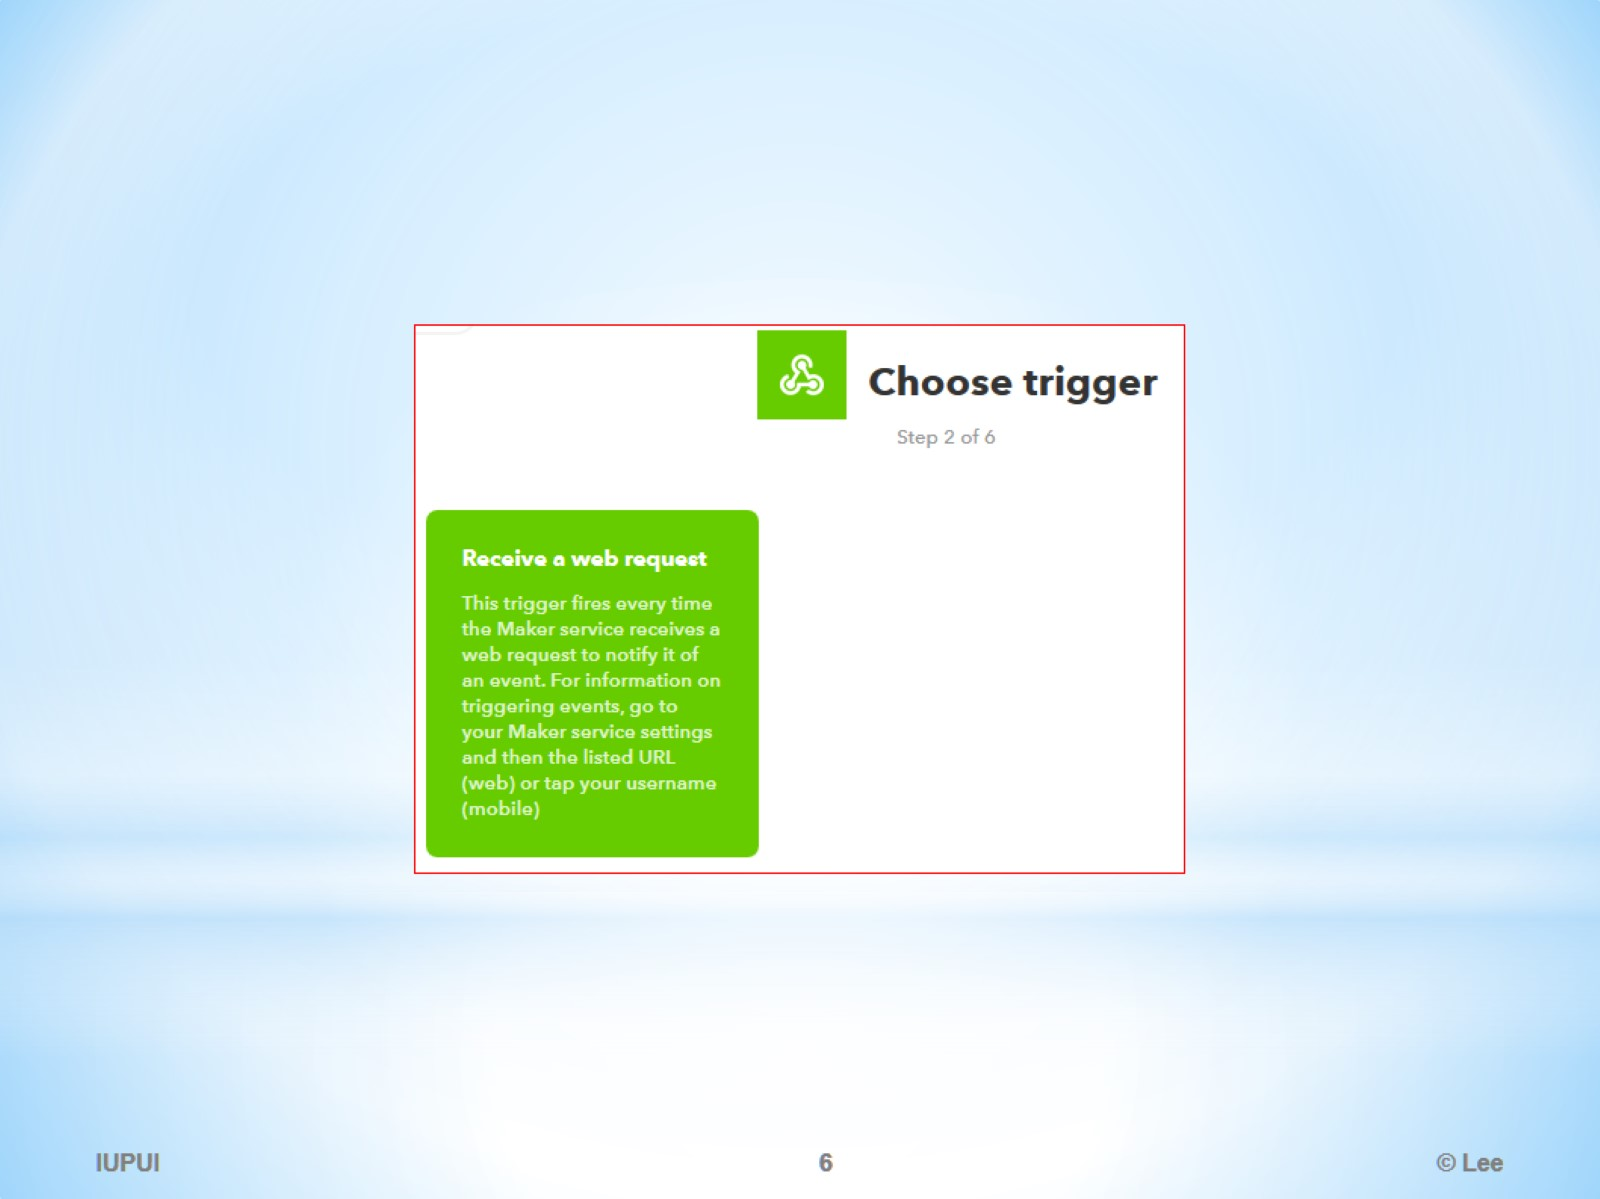 Choose trigger
Step 2 of 6
Receive a web request
This trigger fires every time
the Maker service receives a
web request to notify it of
an event. For information on
triggering events, go to
your Maker service settings
and then the listed URL
(web) or tap your username
(mobile)
IUPUI
6
© Lee